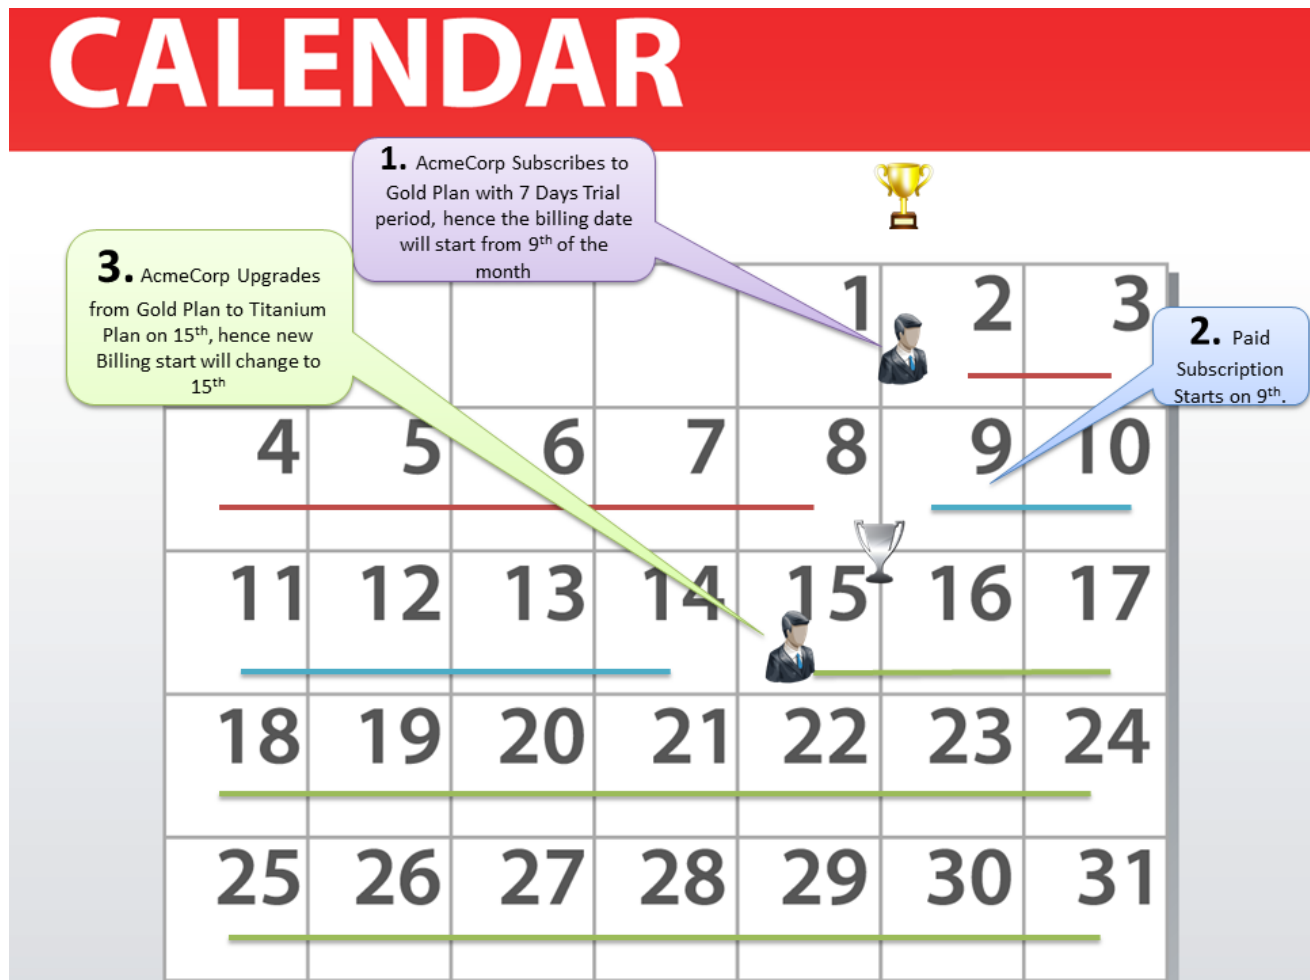 CALENDAR
1. AcmeCorp Subscribes to
Gold Plan with 7 Days Trial
period, hence the billing date
will start from 9th of the
month
3. AcmeCorp Upgrades
from Gold Plan to Titanium
Plan on 15th, hence new
Billing start will change to
15th
2. Paid
Subscription
Starts on 9th.
1 2 3
4 5 6 7 8 9 10
11 12 13 14 15 16 17
18 19 20 21 22 23 24
25 26 27 28 29 30 31